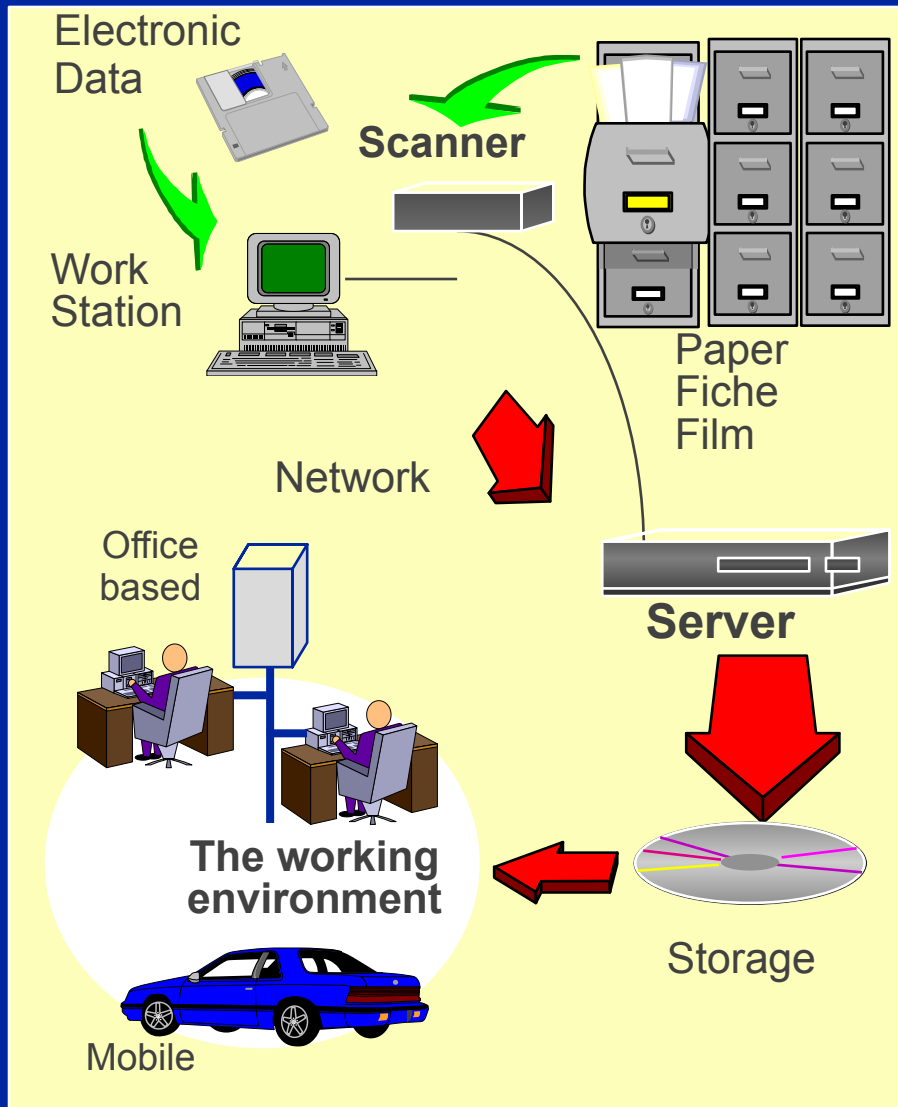 Electronic
Data
Scanner
Work
Station
Paper
Fiche
Film
Network
Office
based
Server
The working
environment
Storage
Mobile